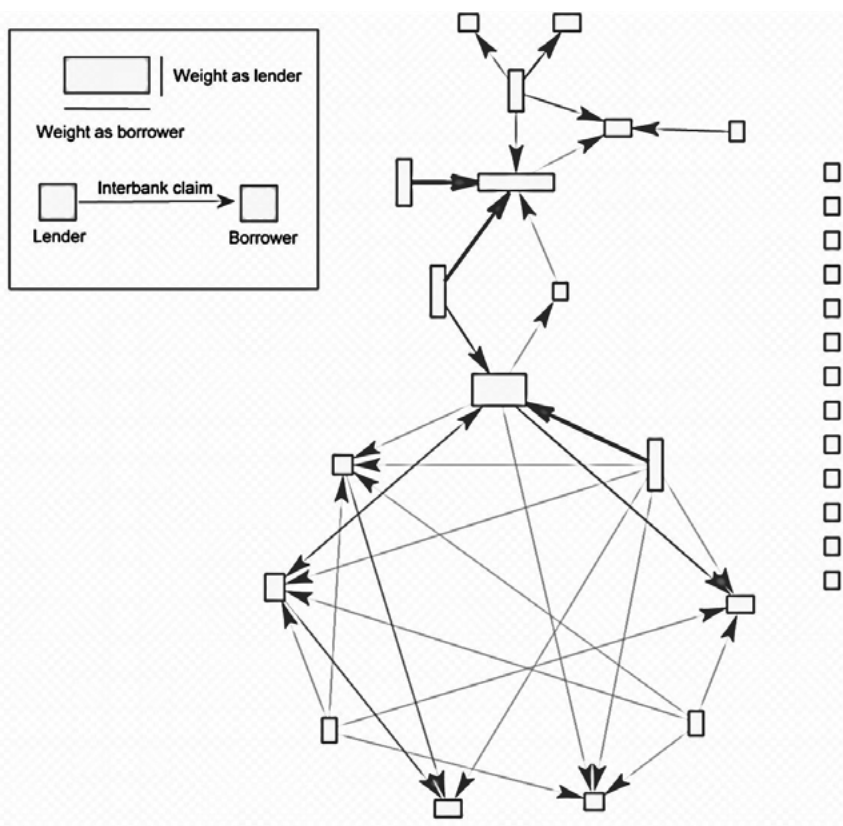 Weight as lender
Weight as borrower
Interbank claim
Lender
Borrower